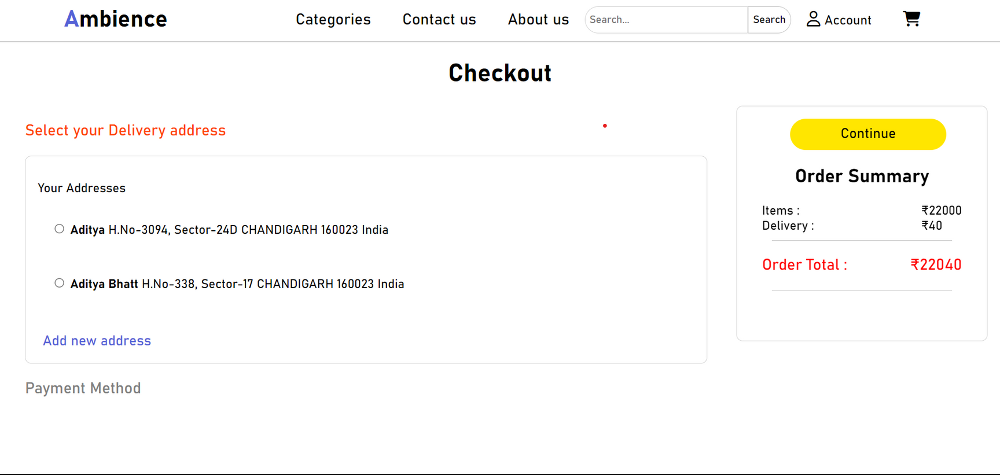 Ambience Categories Contact us About us Search... Search Account
Checkout
Select your Delivery address
Your Addresses
Aditya H.No-3094, Sector-24D CHANDIGARH 160023 India
Aditya Bhatt H.No-338, Sector-17 CHANDIGARH 160023 India
Add new address
Payment Method
Continue
Order Summary
Items : ₹22000
Delivery : ₹40
Order Total : ₹22040